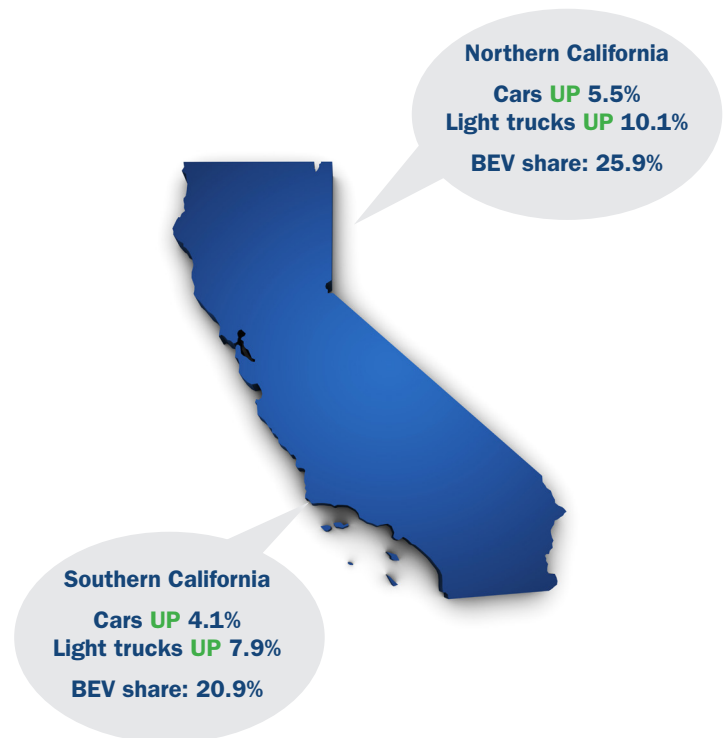 Northern California
Cars UP 5.5%
Light trucks UP 10.1%
BEV share: 25.9%
Southern California
Cars UP 4.1%
Light trucks UP 7.9%
BEV share: 20.9%